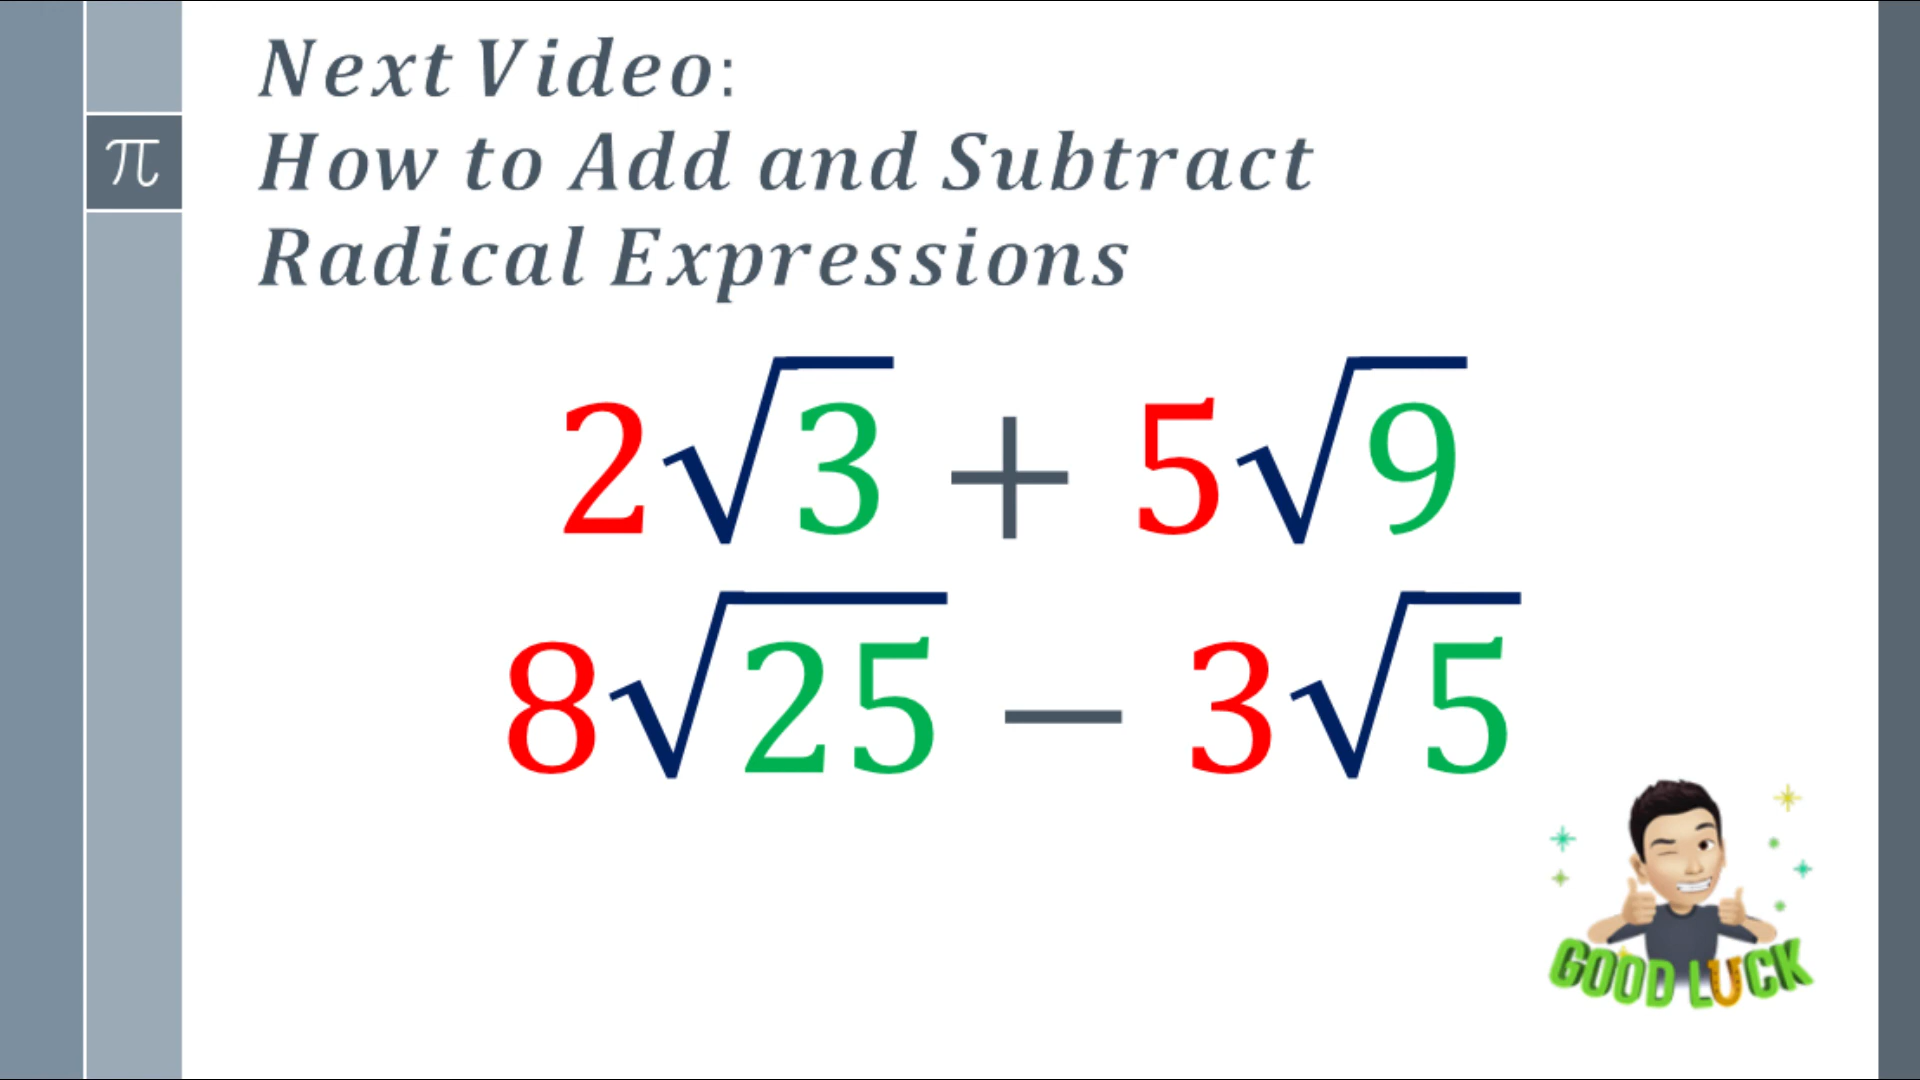 Next Video:
How to Add and Subtract
π
Radical Expressions
2√3 + 5√9
8√25 − 3√5
GOOD LUCK